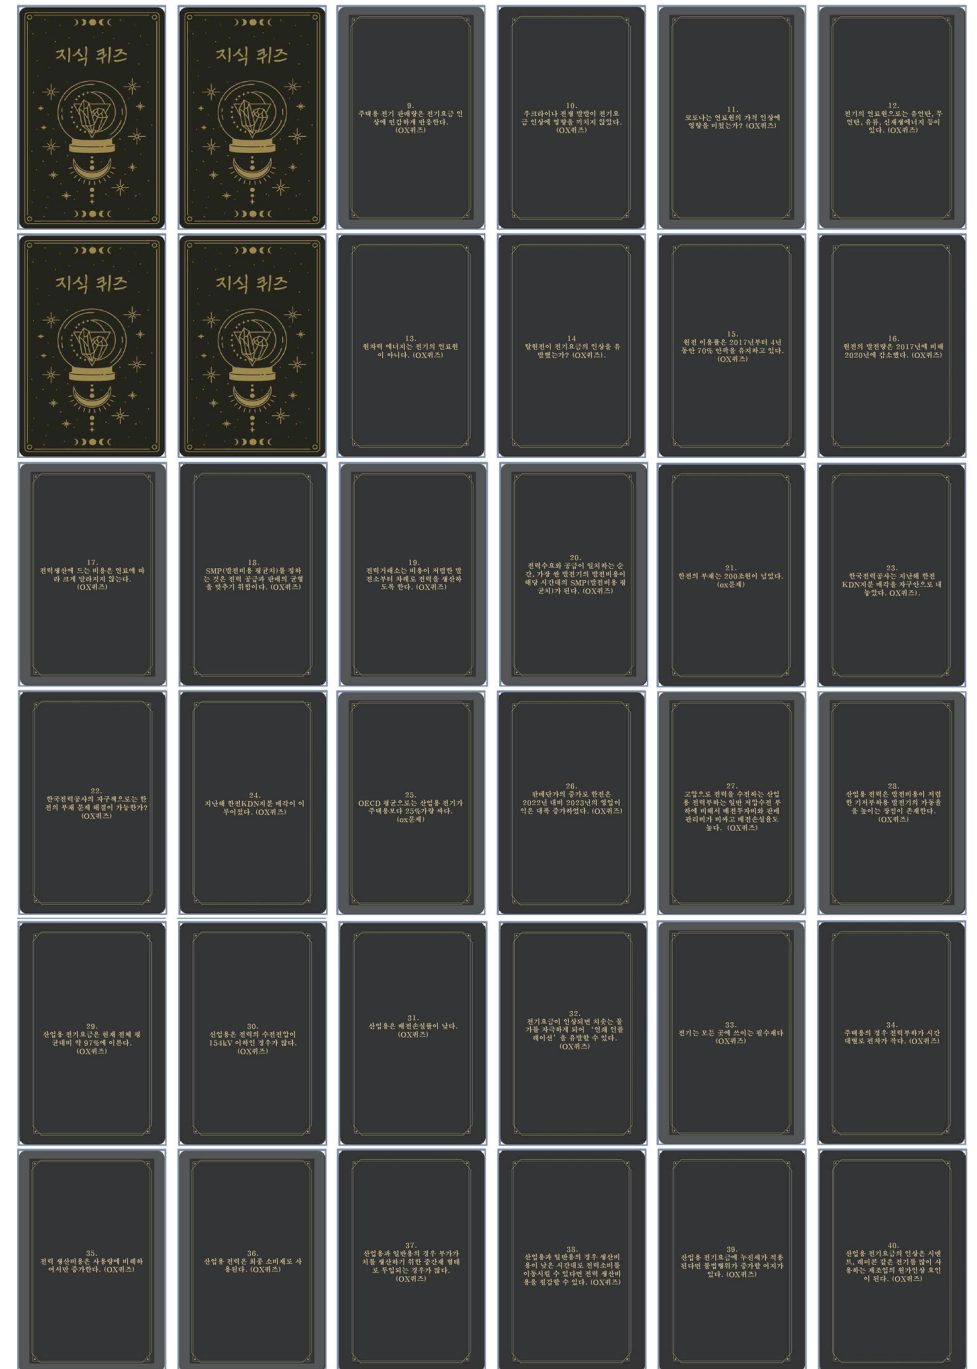 지식 퀴즈
지식 퀴즈
9.
주택용 전기 판매량은 전기요금 인
상에 민감하게 반응한다.
(OX퀴즈)
10.
우크라이나 전쟁 발발이 전기요
금 인상에 영향을 끼치지 않았다.
(OX퀴즈)
11.
코로나는 연료원의 가격 인상에
영향을 미쳤는가? (OX퀴즈)
12.
전기의 연료원으로는 유연탄, 무
연탄, 유류, 신재생에너지 등이
있다. (OX퀴즈)
지식 퀴즈
지식 퀴즈
13.
원자력 에너지는 전기의 연료원
이 아니다. (OX퀴즈)
14.
탈원전이 전기요금의 인상을 유
발했는가? (OX퀴즈).
15.
원전 이용률은 2017년부터 4년
동안 70% 안팎을 유지하고 있다.
(OX퀴즈)
16.
원전의 발전량은 2017년에 비해
2020년에 감소했다. (OX퀴즈)
17.
전력생산에 드는 비용은 연료에 따
라 크게 달라지지 않는다.
(OX퀴즈)
18.
SMP(발전비용 평균치)를 정하
는 것은 전력 공급과 판매의 균형
을 맞추기 위함이다. (OX퀴즈)
19.
전력거래소는 비용이 저렴한 발
전소부터 차례로 전력을 생산하
도록 한다. (OX퀴즈)
20.
전력수요와 공급이 일치하는 순
간, 가장 싼 발전기의 발전비용이
해당 시간대의 SMP(발전비용 평
균치)가 된다. (OX퀴즈)
21.
한전의 부채는 200조원이 넘었다.
(ox문제)
23.
한국전력공사는 지난해 한전
KDN지분 매각을 자구안으로 내
놓았다. OX퀴즈).
22.
한국전력공사의 자구책으로는 한
전의 부채 문제 해결이 가능한가?
(OX퀴즈)
24.
지난해 한전KDN지분 매각이 이
루어졌다. (OX퀴즈)
25.
OECD 평균으로는 산업용 전기가
주택용보다 25%가량 싸다.
(ox문제)
26.
판매단가의 증가로 한전은
2022년 대비 2023년의 영업이
익은 대폭 증가하였다. (OX퀴즈)
27.
고압으로 전력을 수전하는 산업
용 전력부하는 일반 저압수전 부
하에 비해서 배전투자비와 판매
관리비가 비싸고 배전손실율도
높다. (OX퀴즈)
28.
산업용 전력은 발전비용이 저렴
한 기저부하용 발전기의 가동율
을 높이는 장점이 존재한다.
(OX퀴즈)
29.
산업용 전기요금은 현재 전체 평
균대비 약 97%에 이른다.
(OX퀴즈)
30.
산업용은 전력의 수전전압이
154kV 이하인 경우가 많다.
(OX퀴즈)
31.
산업용은 배전손실률이 낮다.
(OX퀴즈)
32.
전기요금이 인상되면 치솟는 물
가를 자극하게 되어 ‘연쇄 인플
레이션’을 유발할 수 있다.
(OX퀴즈)
33.
전기는 모든 곳에 쓰이는 필수재다
(OX퀴즈)
34.
주택용의 경우 전력부하가 시간
대별로 편차가 작다. (OX퀴즈)
35.
전력 생산비용은 사용량에 비례하
여서만 증가한다. (OX퀴즈)
36.
산업용 전력은 최종 소비재로 사
용된다. (OX퀴즈)
37.
산업용과 일반용의 경우 부가가
치를 생산하기 위한 중간재 형태
로 투입되는 경우가 많다.
(OX퀴즈)
38.
산업용과 일반용의 경우 생산비
용이 낮은 시간대로 전력소비를
이동시킬 수 있다면 전력 생산비
용을 절감할 수 있다. (OX퀴즈)
39.
산업용 전기요금에 누진세가 적용
된다면 불법행위가 증가할 여지가
있다. (OX퀴즈)
40.
산업용 전기요금의 인상은 시멘
트, 레미콘 같은 전기를 많이 사
용하는 제조업의 원가인상 요인
이 된다. (OX퀴즈)